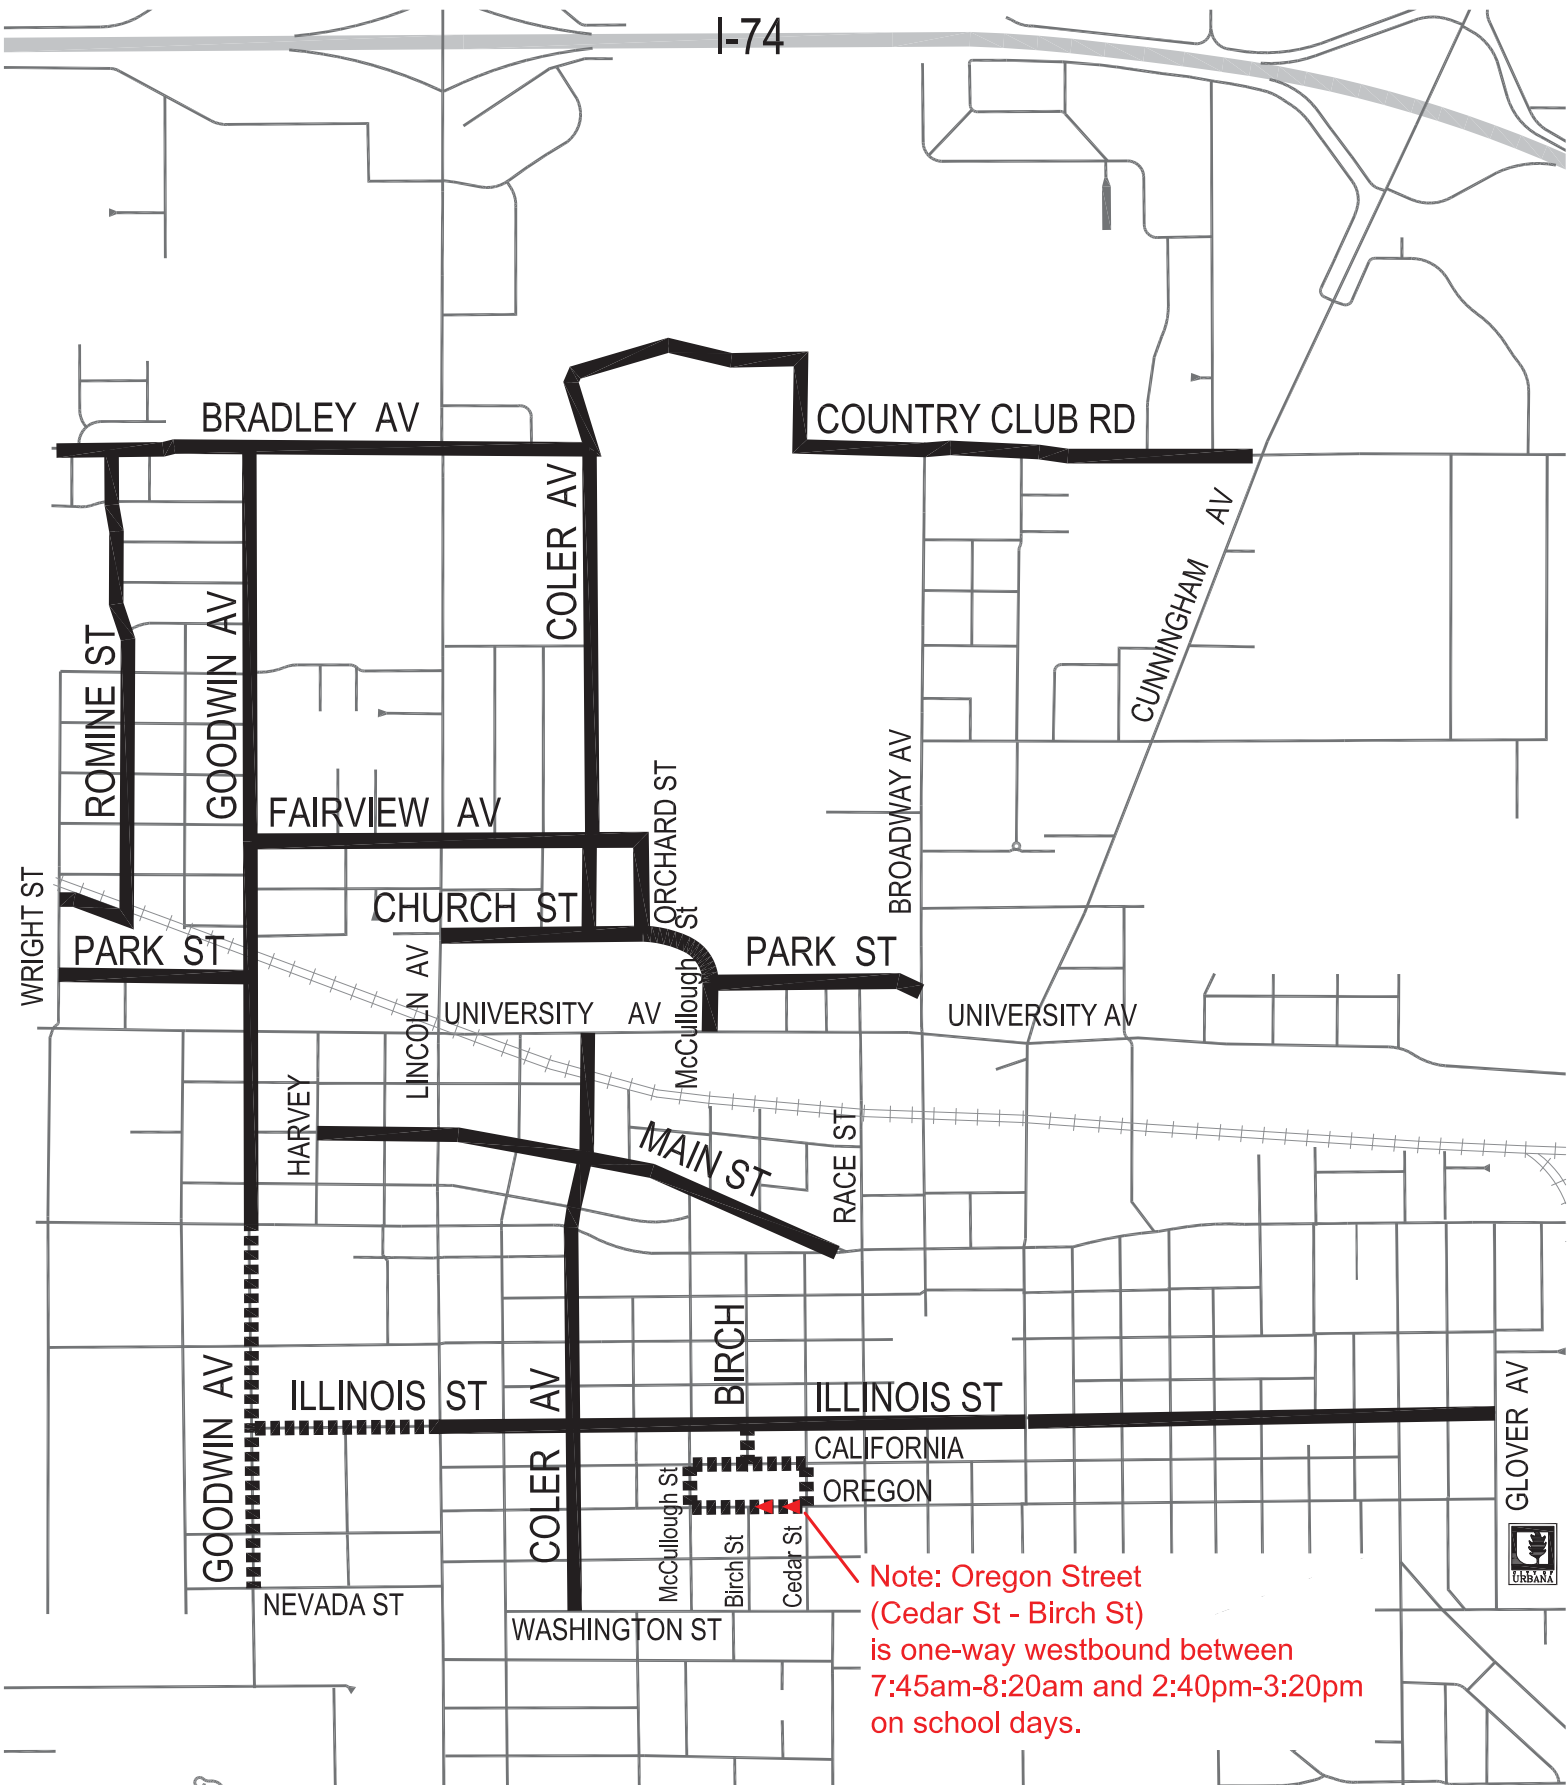 I-74
BRADLEY AV
COUNTRY CLUB RD
COLER AV
CUNNINGHAM AV
ROMINE ST
GOODWIN AV
FAIRVIEW AV
ORCHARD ST
BROADWAY AV
WRIGHT ST
CHURCH ST
PARK ST
PARK ST
McCullough St
LINCOLN AV
UNIVERSITY AV
UNIVERSITY AV
HARVEY
MAIN ST
RACE ST
BIRCH
GOODWIN AV
ILLINOIS ST
COLER AV
ILLINOIS ST
GLOVER AV
CALIFORNIA
OREGON
McCullough St
Birch St
Cedar St
NEVADA ST
WASHINGTON ST
Note: Oregon Street
(Cedar St - Birch St)
is one-way westbound between
7:45am-8:20am and 2:40pm-3:20pm
on school days.
CITY OF
URBANA